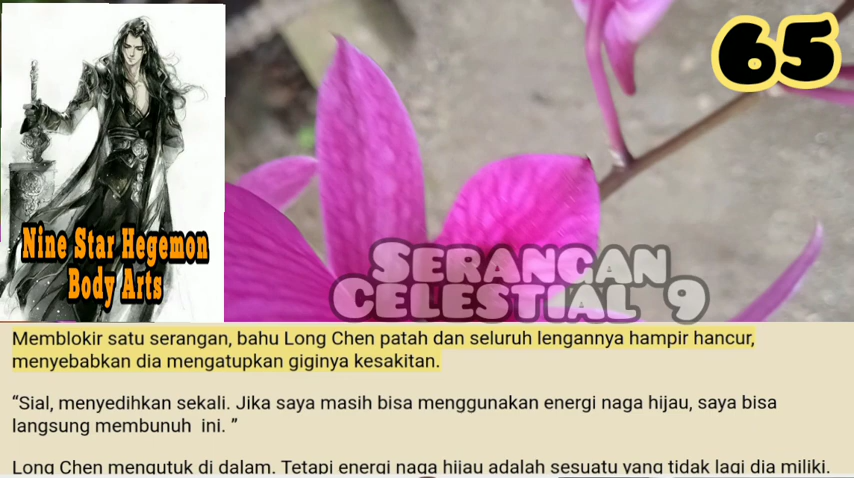 65
Nine Star Hegemon
Body Arts
SERANGAN
CELESTIAL 9
Memblokir satu serangan, bahu Long Chen patah dan seluruh lengannya hampir hancur,
menyebabkan dia mengatupkan giginya kesakitan.
“Sial, menyedihkan sekali. Jika saya masih bisa menggunakan energi naga hijau, saya bisa
langsung membunuh ini. ”
Long Chen mengutuk di dalam. Tetapi energi naga hijau adalah sesuatu yang tidak lagi dia miliki.